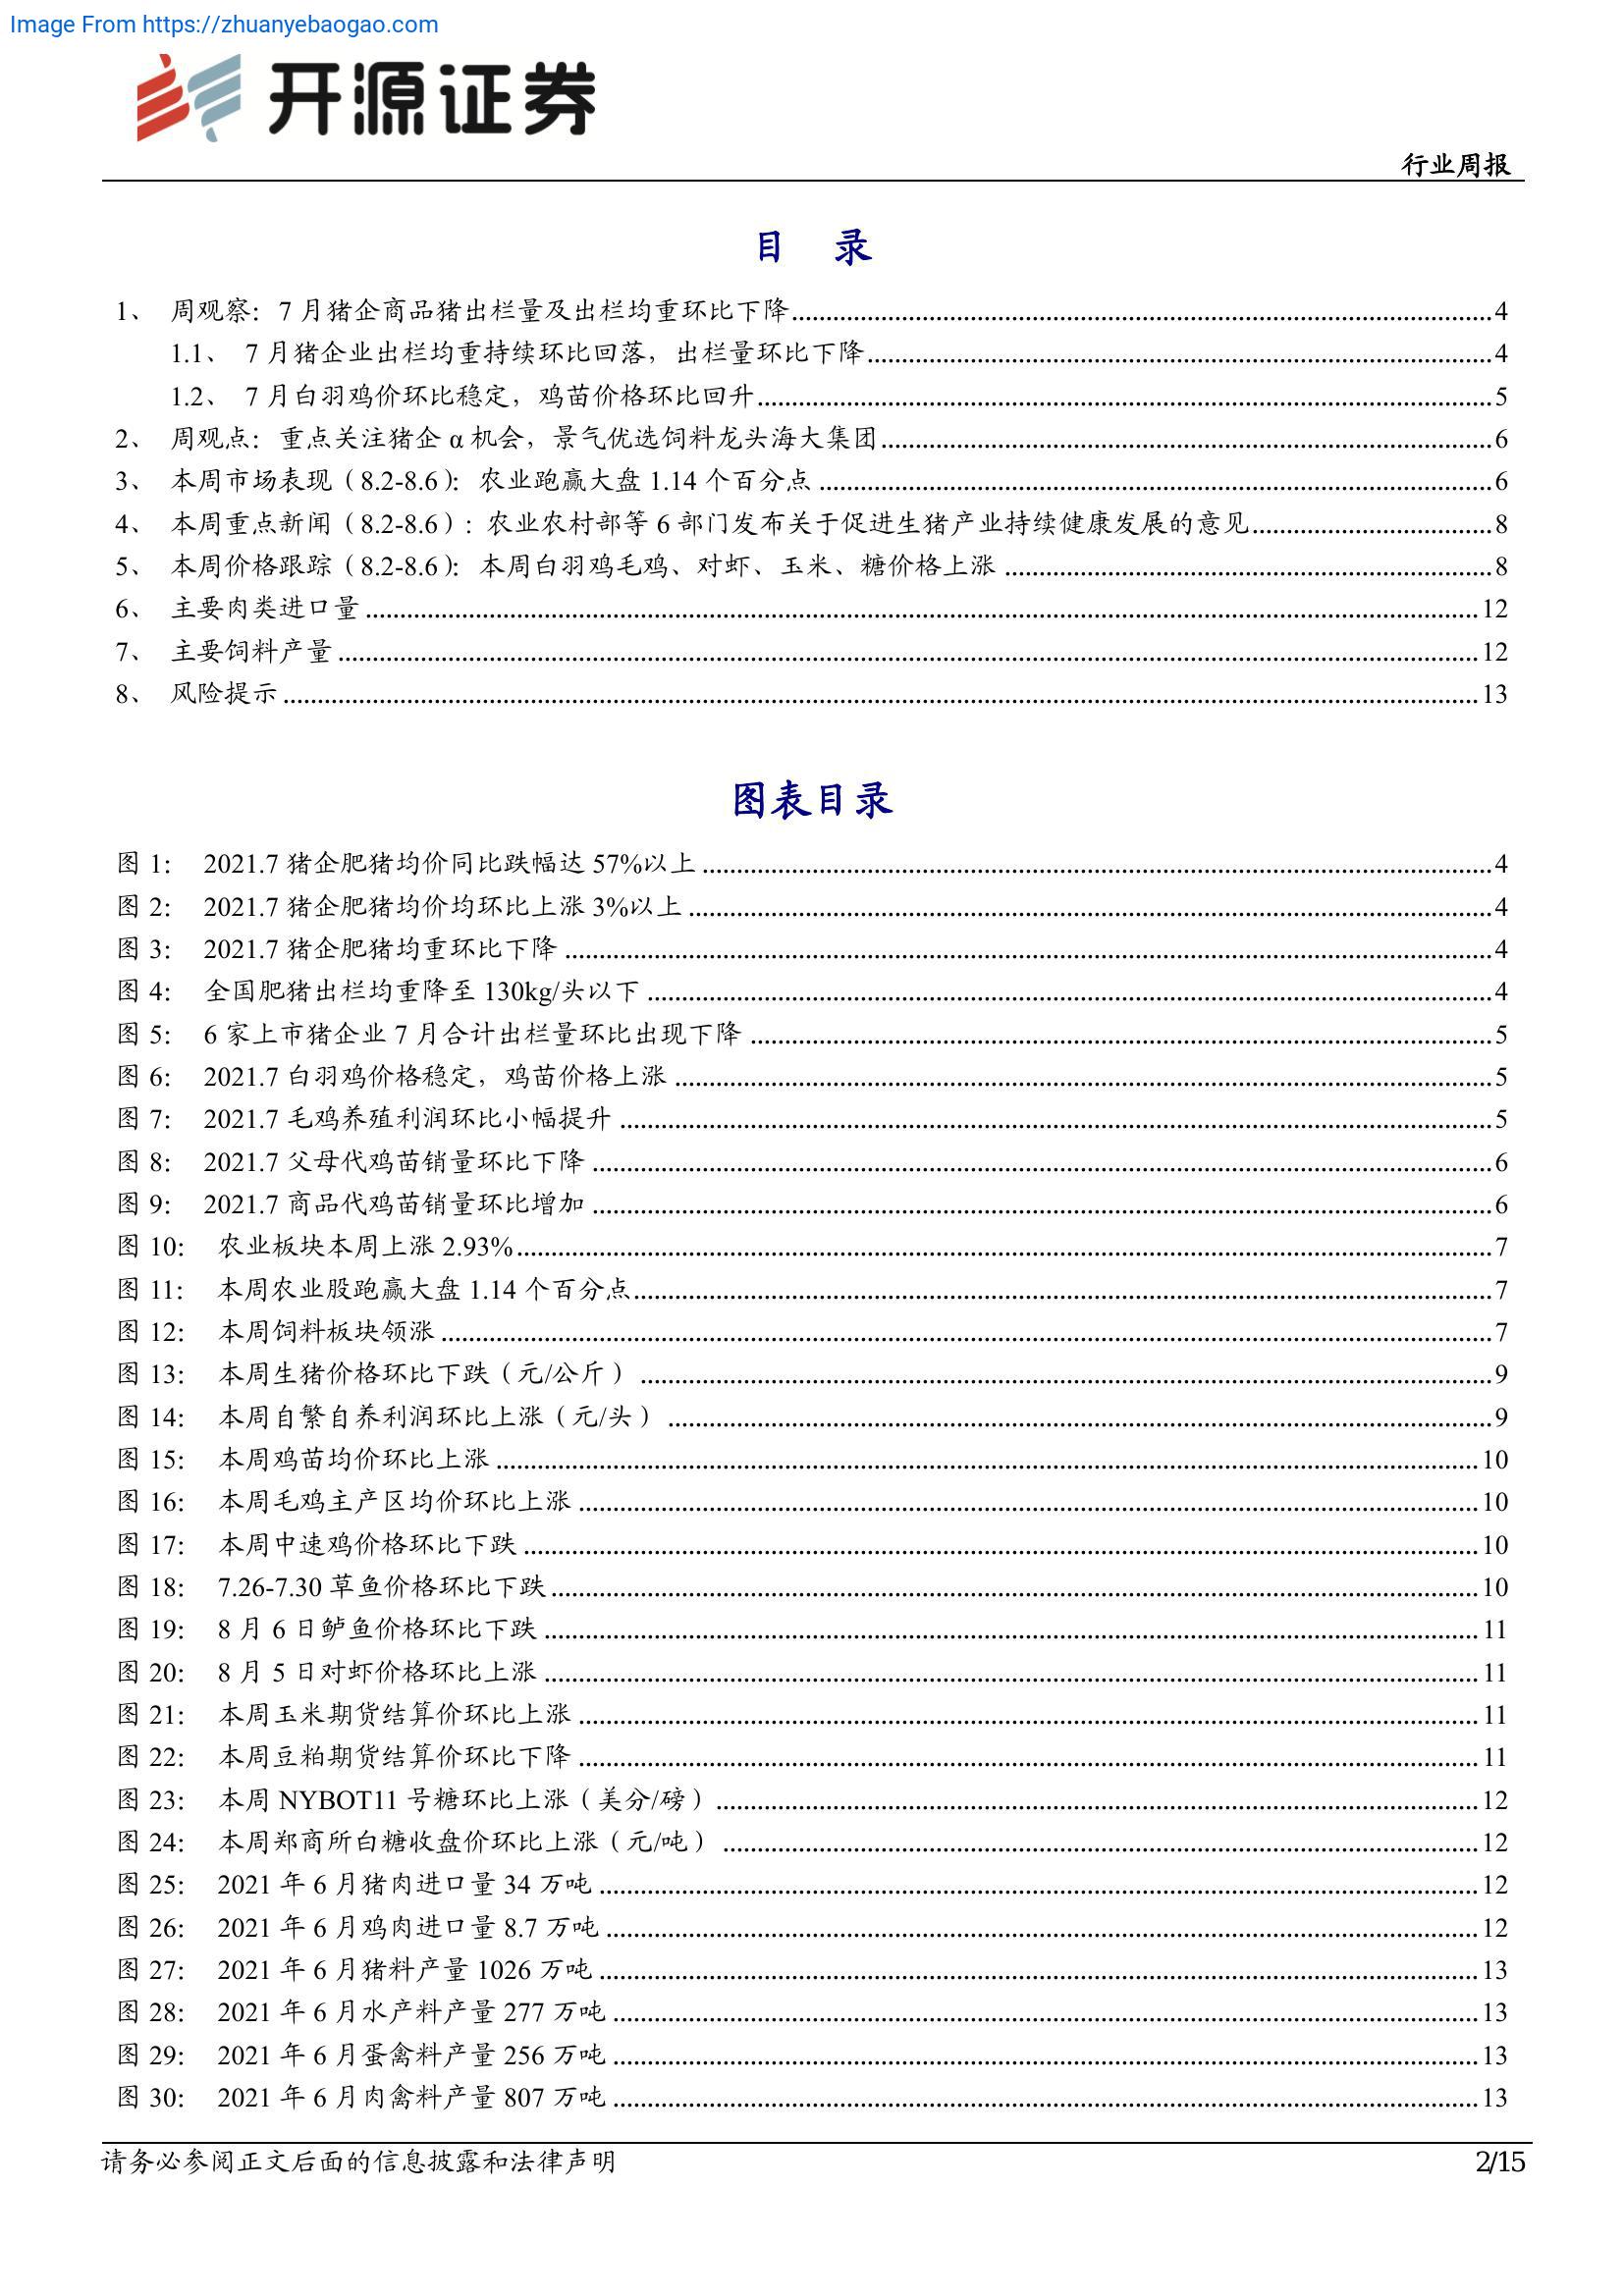 Image From https://zhuanyebaogao.com
开源证券
行业周报
目 录
1、 周观察：7 月猪企商品猪出栏量及出栏均重环比下降 4
1.1、 7 月猪企业出栏均重持续环比回落，出栏量环比下降 4
1.2、 7 月白羽鸡价环比稳定，鸡苗价格环比回升 5
2、 周观点：重点关注猪企 α 机会，景气优选饲料龙头海大集团 6
3、 本周市场表现（8.2-8.6）：农业跑赢大盘 1.14 个百分点 6
4、 本周重点新闻（8.2-8.6）：农业农村部等 6 部门发布关于促进生猪产业持续健康发展的意见 8
5、 本周价格跟踪（8.2-8.6）：本周白羽鸡毛鸡、对虾、玉米、糖价格上涨 8
6、 主要肉类进口量 12
7、 主要饲料产量 12
8、 风险提示 13
图表目录
图 1： 2021.7 猪企肥猪均价同比跌幅达 57%以上 4
图 2： 2021.7 猪企肥猪均价均环比上涨 3%以上 4
图 3： 2021.7 猪企肥猪均重环比下降 4
图 4： 全国肥猪出栏均重降至 130kg/头以下 4
图 5： 6 家上市猪企业 7 月合计出栏量环比出现下降 5
图 6： 2021.7 白羽鸡价格稳定，鸡苗价格上涨 5
图 7： 2021.7 毛鸡养殖利润环比小幅提升 5
图 8： 2021.7 父母代鸡苗销量环比下降 6
图 9： 2021.7 商品代鸡苗销量环比增加 6
图 10： 农业板块本周上涨 2.93% 7
图 11： 本周农业股跑赢大盘 1.14 个百分点 7
图 12： 本周饲料板块领涨 7
图 13： 本周生猪价格环比下跌（元/公斤） 9
图 14： 本周自繁自养利润环比上涨（元/头） 9
图 15： 本周鸡苗均价环比上涨 10
图 16： 本周毛鸡主产区均价环比上涨 10
图 17： 本周中速鸡价格环比下跌 10
图 18： 7.26-7.30 草鱼价格环比下跌 10
图 19： 8 月 6 日鲈鱼价格环比下跌 11
图 20： 8 月 5 日对虾价格环比上涨 11
图 21： 本周玉米期货结算价环比上涨 11
图 22： 本周豆粕期货结算价环比下降 11
图 23： 本周 NYBOT11 号糖环比上涨（美分/磅） 12
图 24： 本周郑商所白糖收盘价环比上涨（元/吨） 12
图 25： 2021 年 6 月猪肉进口量 34 万吨 12
图 26： 2021 年 6 月鸡肉进口量 8.7 万吨 12
图 27： 2021 年 6 月猪料产量 1026 万吨 13
图 28： 2021 年 6 月水产料产量 277 万吨 13
图 29： 2021 年 6 月蛋禽料产量 256 万吨 13
图 30： 2021 年 6 月肉禽料产量 807 万吨 13
请务必参阅正文后面的信息披露和法律声明
2/15